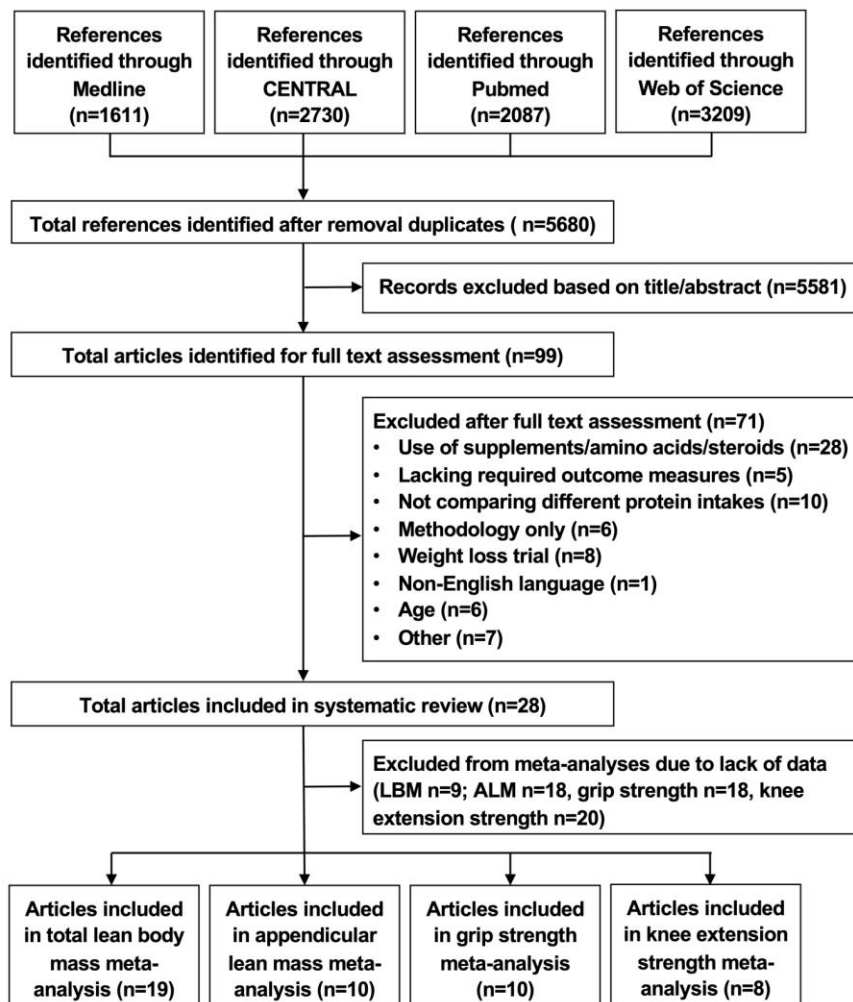 References
identified through
Medline
(n=1611)
References
identified through
CENTRAL
(n=2730)
References
identified through
Pubmed
(n=2087)
References
identified through
Web of Science
(n=3209)
Total references identified after removal duplicates ( n=5680)
Records excluded based on title/abstract (n=5581)
Total articles identified for full text assessment (n=99)
Excluded after full text assessment (n=71)
• Use of supplements/amino acids/steroids (n=28)
• Lacking required outcome measures (n=5)
• Not comparing different protein intakes (n=10)
• Methodology only (n=6)
• Weight loss trial (n=8)
• Non-English language (n=1)
• Age (n=6)
• Other (n=7)
Total articles included in systematic review (n=28)
Excluded from meta-analyses due to lack of data
(LBM n=9; ALM n=18, grip strength n=18, knee
extension strength n=20)
Articles included
in total lean body
mass meta-
analysis (n=19)
Articles included
in appendicular
lean mass meta-
analysis (n=10)
Articles included
in grip strength
meta-analysis
(n=10)
Articles included
in knee extension
strength meta-
analysis (n=8)